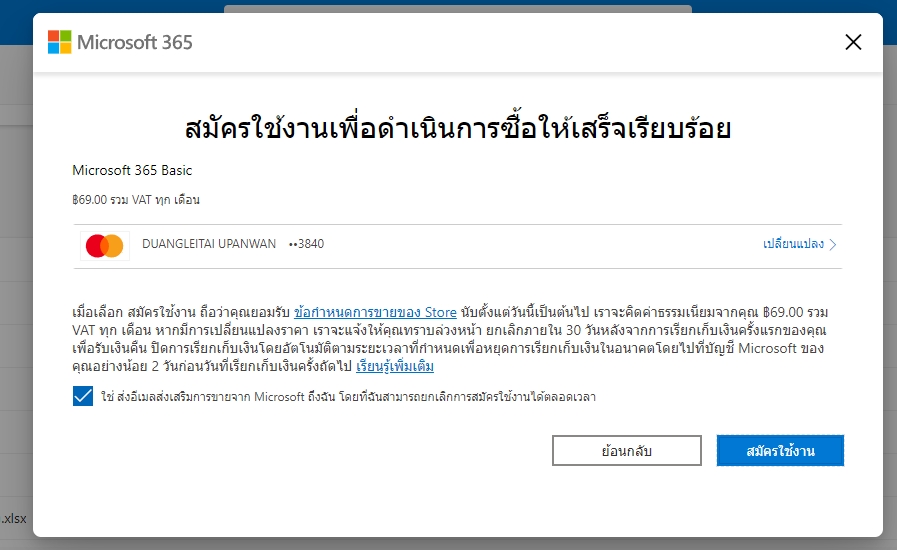 Microsoft 365
สมัครใช้งานเพื่อดำเนินการซื้อให้เสร็จเรียบร้อย
Microsoft 365 Basic
฿69.00 รวม VAT ทุก เดือน
DUANGLEITAI UPANWAN ••3840 เปลี่ยนแปลง
เมื่อเลือก สมัครใช้งาน ถือว่าคุณยอมรับ ข้อกำหนดการขายของ Store นับตั้งแต่วันนี้เป็นต้นไป เราจะคิดค่าธรรมเนียมจากคุณ ฿69.00 รวม
VAT ทุก เดือน หากมีการเปลี่ยนแปลงราคา เราจะแจ้งให้คุณทราบล่วงหน้า ยกเลิกภายใน 30 วันหลังจากการเรียกเก็บเงินครั้งแรกของคุณ
เพื่อรับเงินคืน ปิดการเรียกเก็บเงินโดยอัตโนมัติตามระยะเวลาที่กำหนดเพื่อหยุดการเรียกเก็บเงินในอนาคตโดยไปที่บัญชี Microsoft ของ
คุณอย่างน้อย 2 วันก่อนวันที่เรียกเก็บเงินครั้งถัดไป เรียนรู้เพิ่มเติม
ใช่ ส่งอีเมลส่งเสริมการขายจาก Microsoft ถึงฉัน โดยที่ฉันสามารถยกเลิกการสมัครใช้งานได้ตลอดเวลา
ย้อนกลับ สมัครใช้งาน
.xlsx